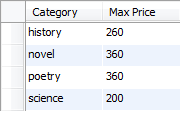 Category Max Price
history 260
novel 360
poetry 360
science 200